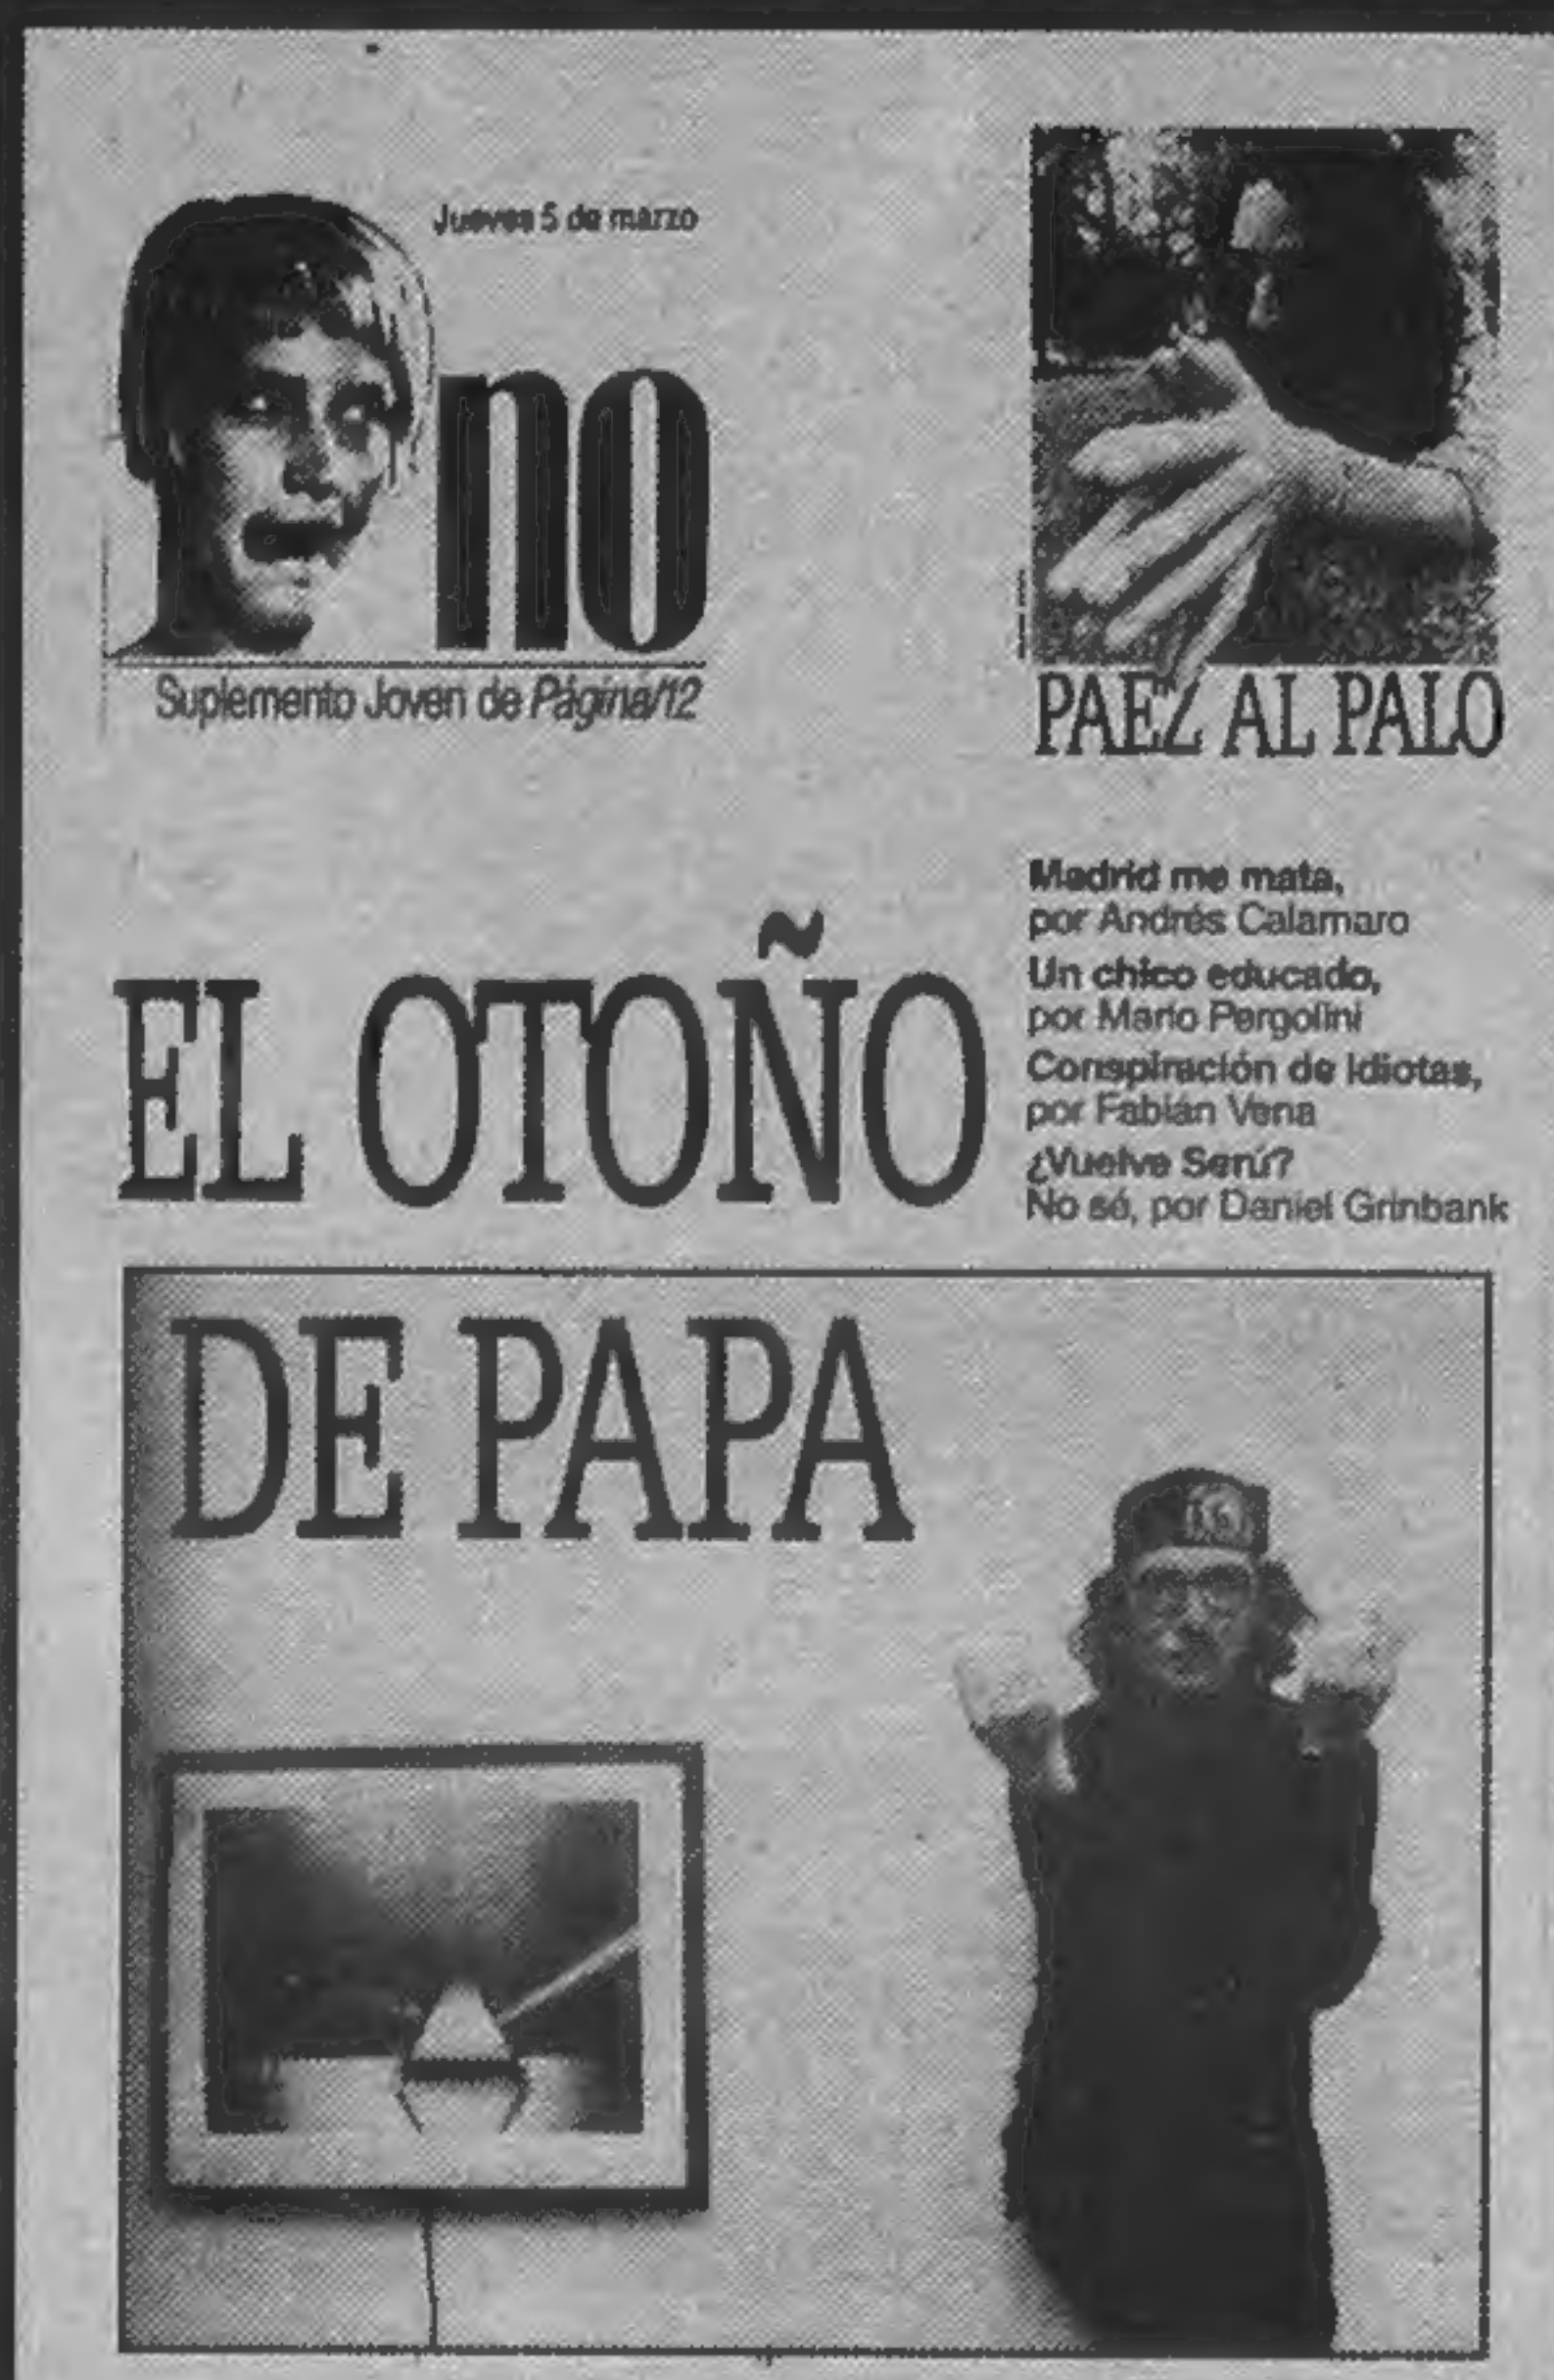 Jueves 5 de marzo
no
Suplemento Joven de Página/12
PAEZ AL PALO
Madrid me mata,
por Andrés Calamaro
Un chico educado,
por Mario Pergolini
Conspiración de Idiotas,
por Fabián Vena
¿Vuelve Serú?
No sé, por Daniel Grinbank
EL OTOÑO
DE PAPA